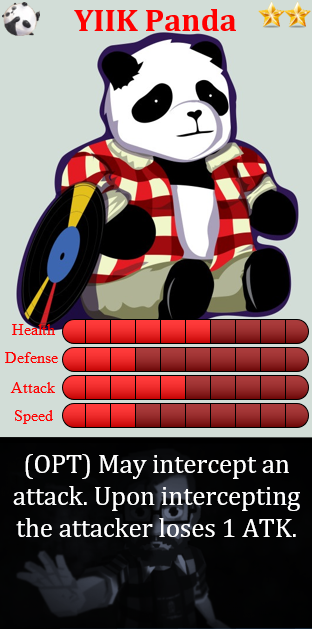 YIIK Panda
Health
Defense
Attack
Speed
(OPT) May intercept an
attack. Upon intercepting
the attacker loses 1 ATK.